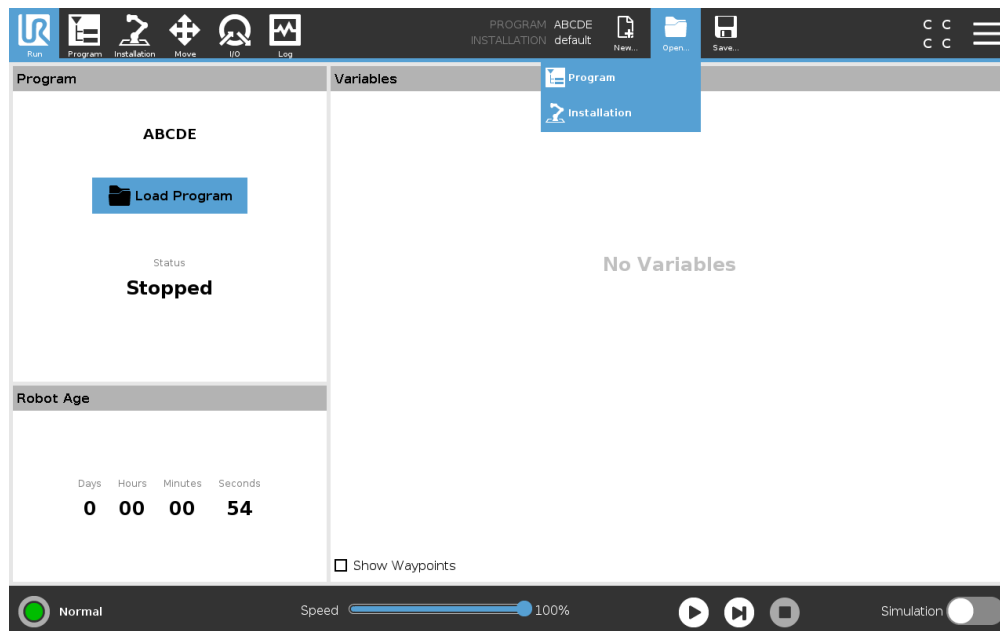 UR
Run
Program
Installation
Move
I/O
Log
PROGRAM ABCDE
INSTALLATION default
New...
Open...
Save...
C C
C C
Program
Installation
Program
ABCDE
Load Program
Status
Stopped
Variables
No Variables
Show Waypoints
Robot Age
Days Hours Minutes Seconds
0 00 00 54
Normal
Speed 100%
Simulation